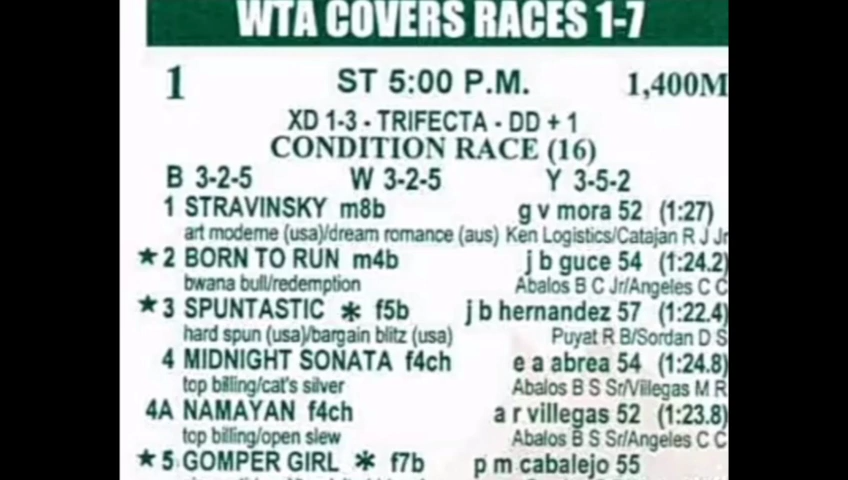 WTA COVERS RACES 1-7
1 ST 5:00 P.M. 1,400M
XD 1-3 - TRIFECTA - DD + 1
CONDITION RACE (16)
B 3-2-5 W 3-2-5 Y 3-5-2
1 STRAVINSKY m8b g v mora 52 (1:27)
art moderne (usa)/dream romance (aus) Ken Logistics/Catajan R J Jr
★2 BORN TO RUN m4b j b guce 54 (1:24.2)
bwana bull/redemption Abalos B C Jr/Angeles C C
★3 SPUNTASTIC * f5b j b hernandez 57 (1:22.4)
hard spun (usa)/bargain blitz (usa) Puyat R B/Sordan D S
4 MIDNIGHT SONATA f4ch e a abrea 54 (1:24.8)
top billing/cat's silver Abalos B S Sr/Villegas M R
4A NAMAYAN f4ch a r villegas 52 (1:23.8)
top billing/open slew Abalos B S Sr/Angeles C C
★5 GOMPER GIRL * f7b p m cabalejo 55